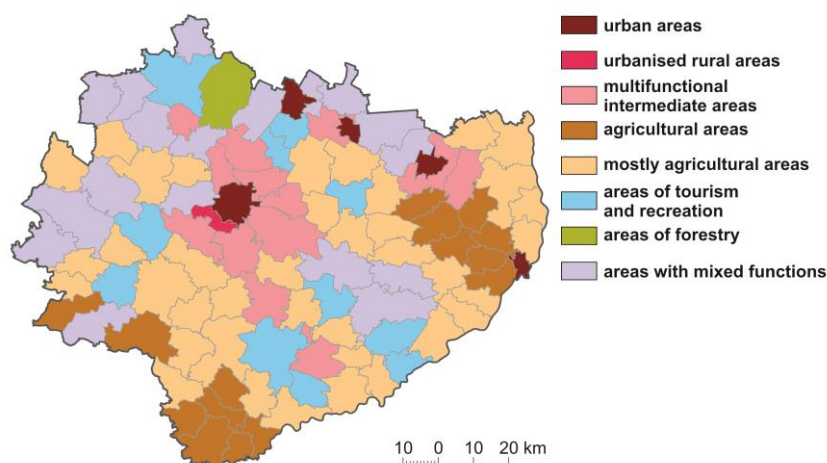 urban areas
urbanised rural areas
multifunctional
intermediate areas
agricultural areas
mostly agricultural areas
areas of tourism
and recreation
areas of forestry
areas with mixed functions
10 0 10 20 km